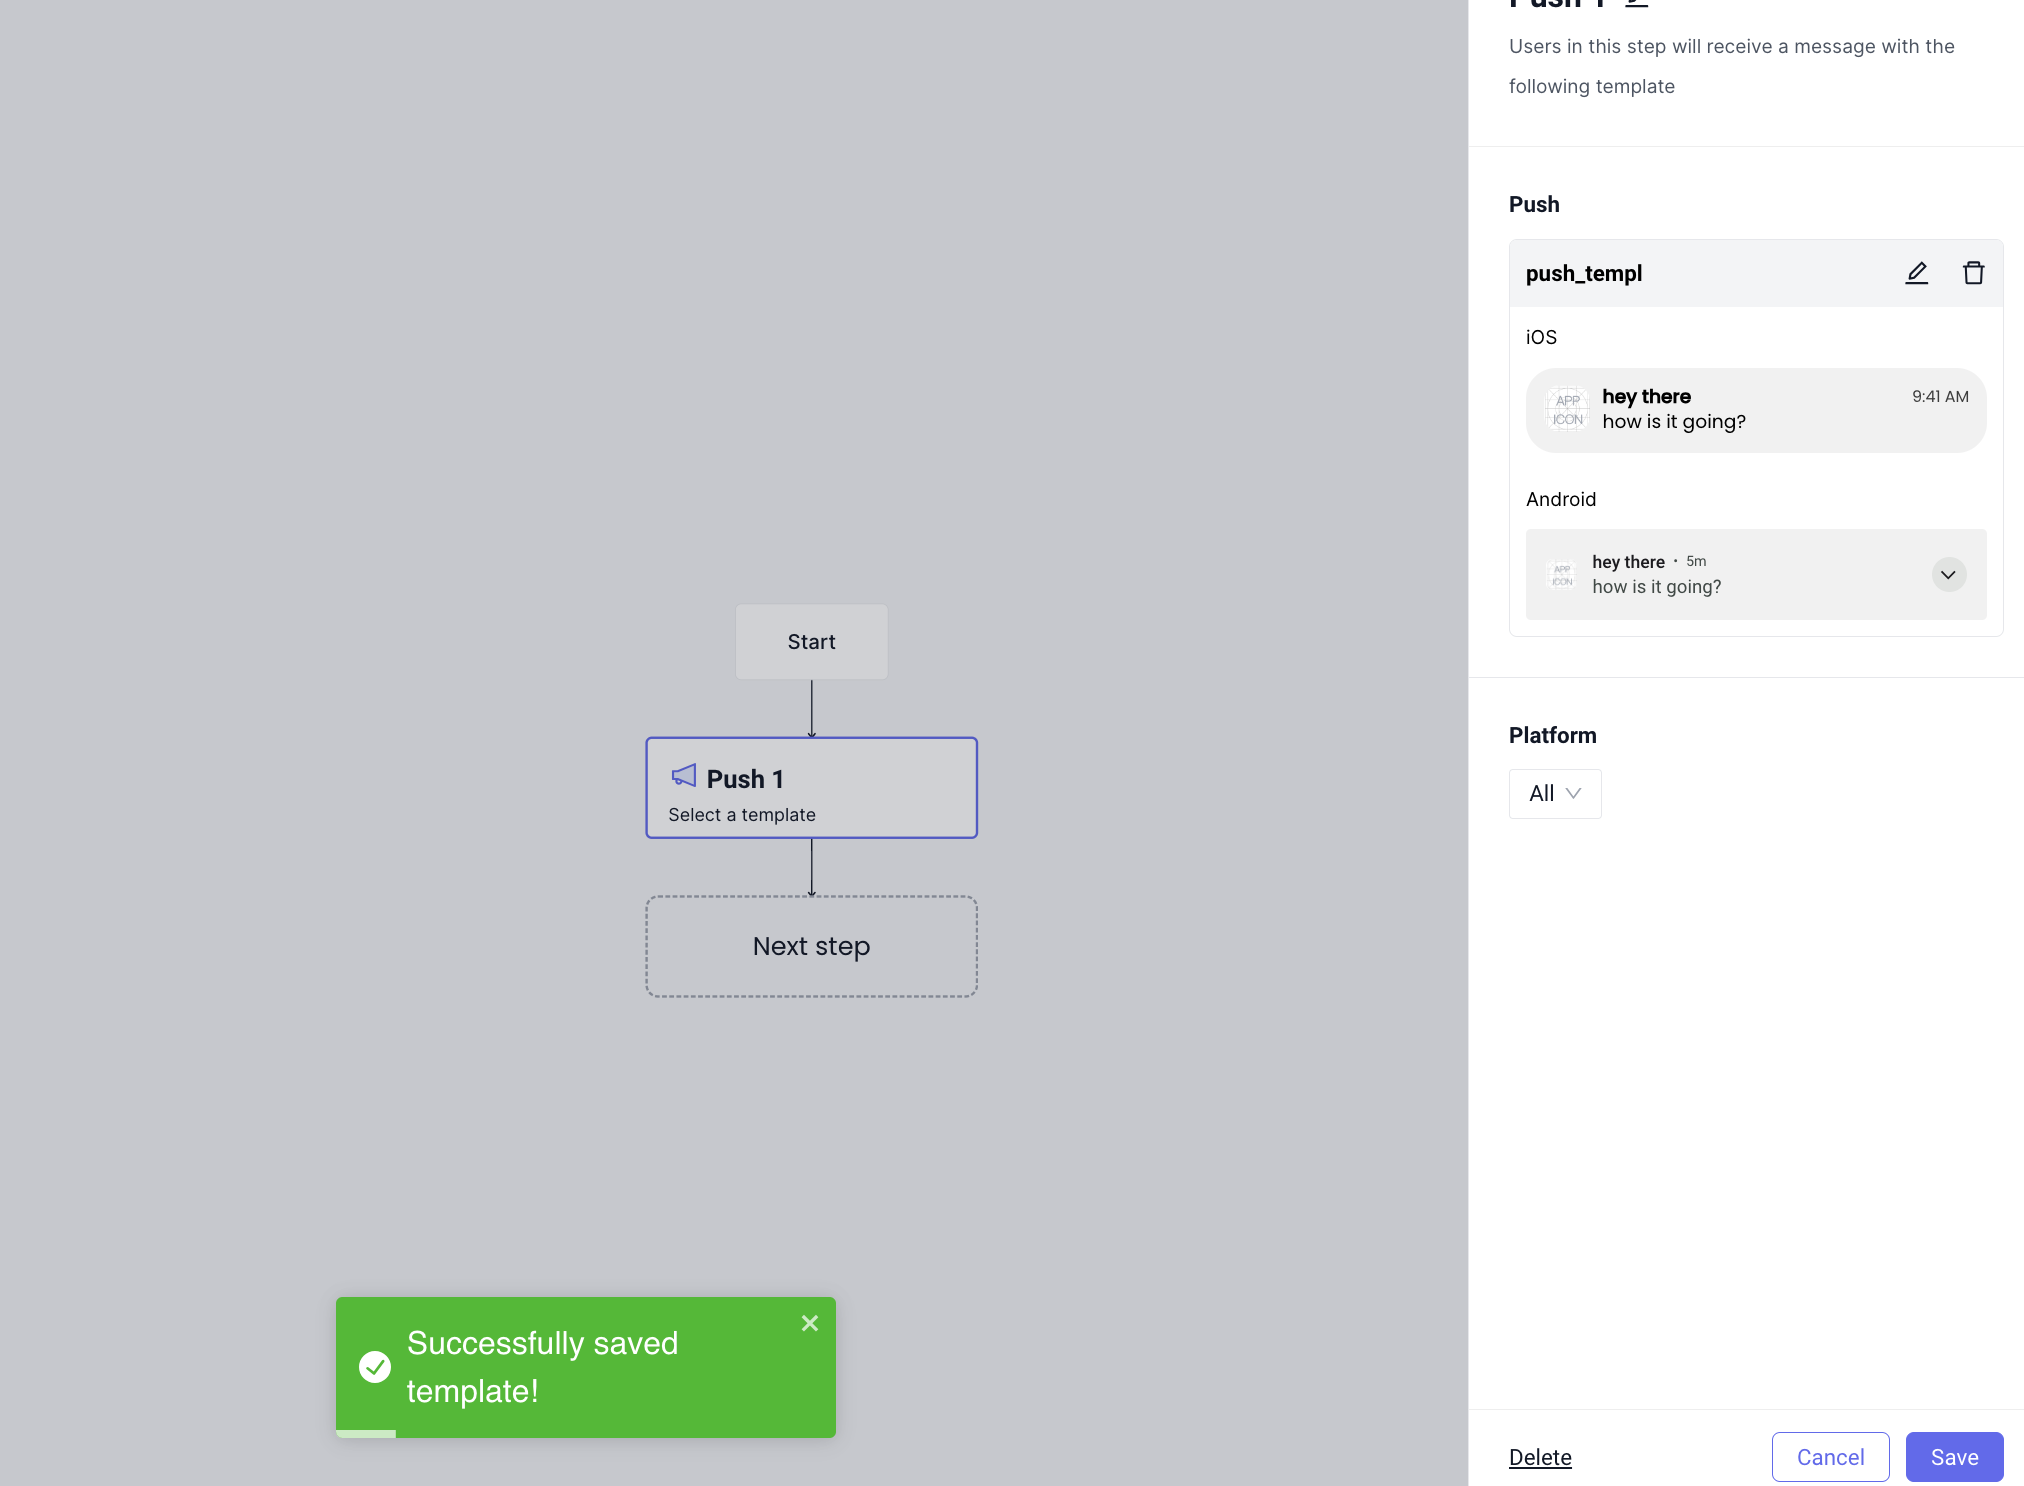 Start
Push 1
Select a template
Next step
Successfully saved
template!
Push 1
Users in this step will receive a message with the
following template
Push
push_templ
iOS
APP
ICON
hey there
9:41 AM
how is it going?
Android
APP
ICON
hey there • 5m
how is it going?
Platform
All
Delete
Cancel
Save